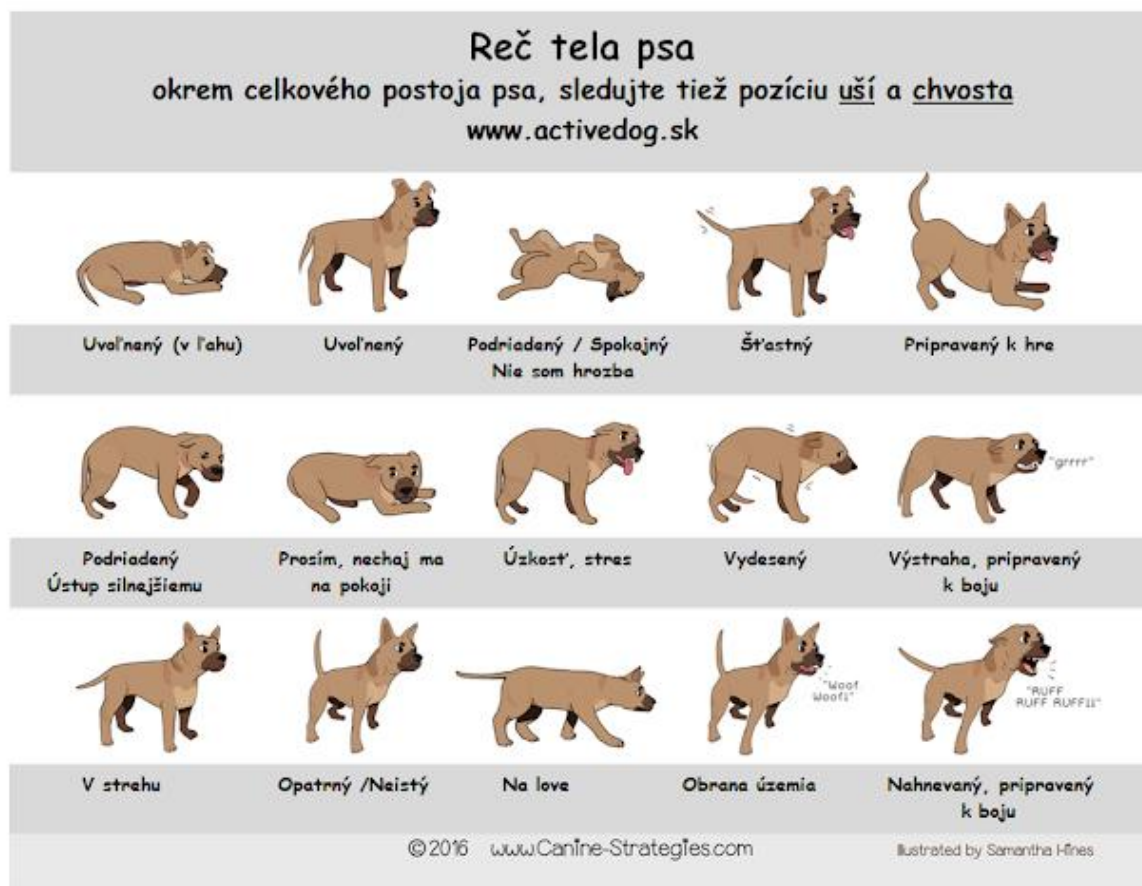 Reč tela psa
okrem celkového postoja psa, sledujte tiež pozíciu uší a chvosta
www.activedog.sk
Uvoľnený (v ľahu)
Uvoľnený
Podriadený / Spokojný
Nie som hrozba
Šťastný
Pripravený k hre
"grrrr"
Podriadený
Ústup silnejšiemu
Prosím, nechaj ma
na pokoji
Úzkosť, stres
Vydesený
Výstraha, pripravený
k boju
"Woof
Woof!"
"RUFF
RUFF RUFF!!"
V strehu
Opatrný /Neistý
Na love
Obrana územia
Nahnevaný, pripravený
k boju
©2016 www.Canine-Strategies.com
Illustrated by Samantha Hines